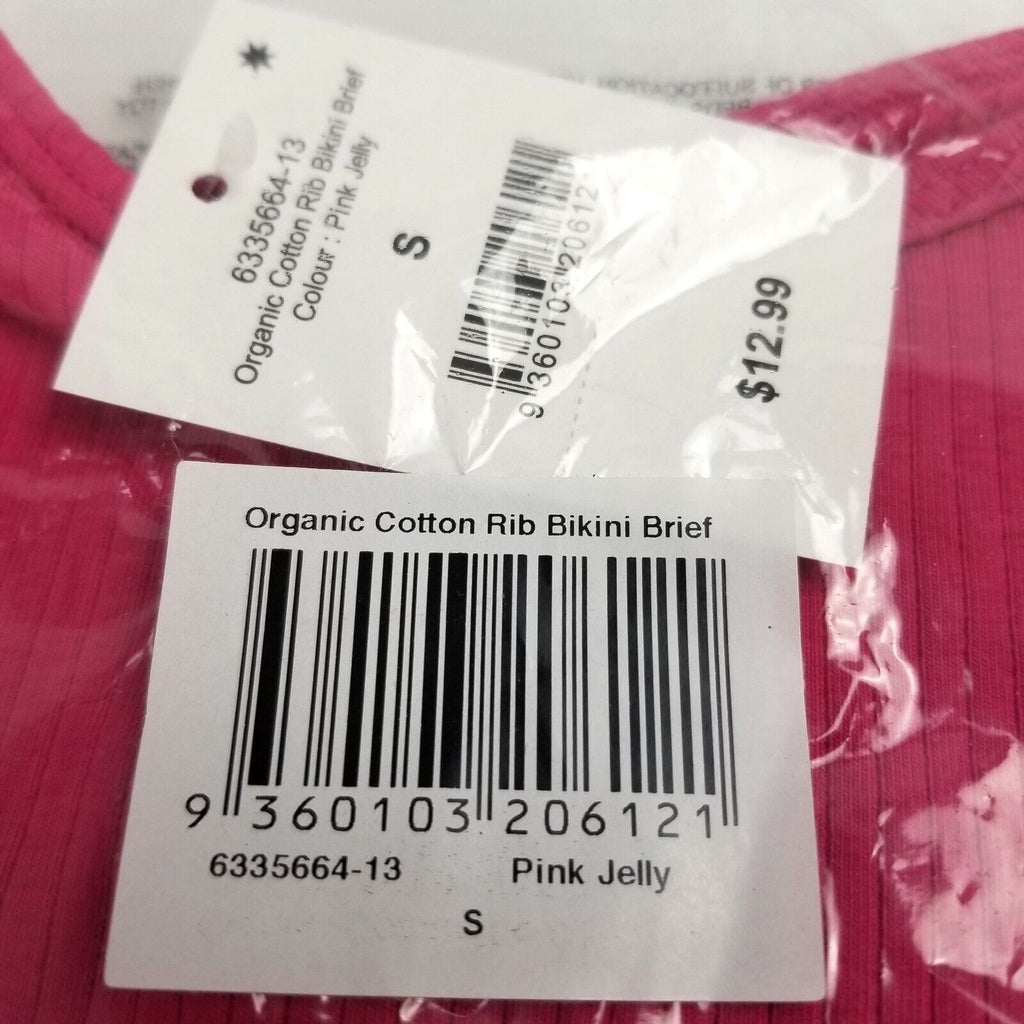 6335664-13
Organic Cotton Rib Bikini Brief
Colour : Pink Jelly
S
9 360103 206121
$12.99
Organic Cotton Rib Bikini Brief
9 360103 206121
6335664-13 Pink Jelly
S